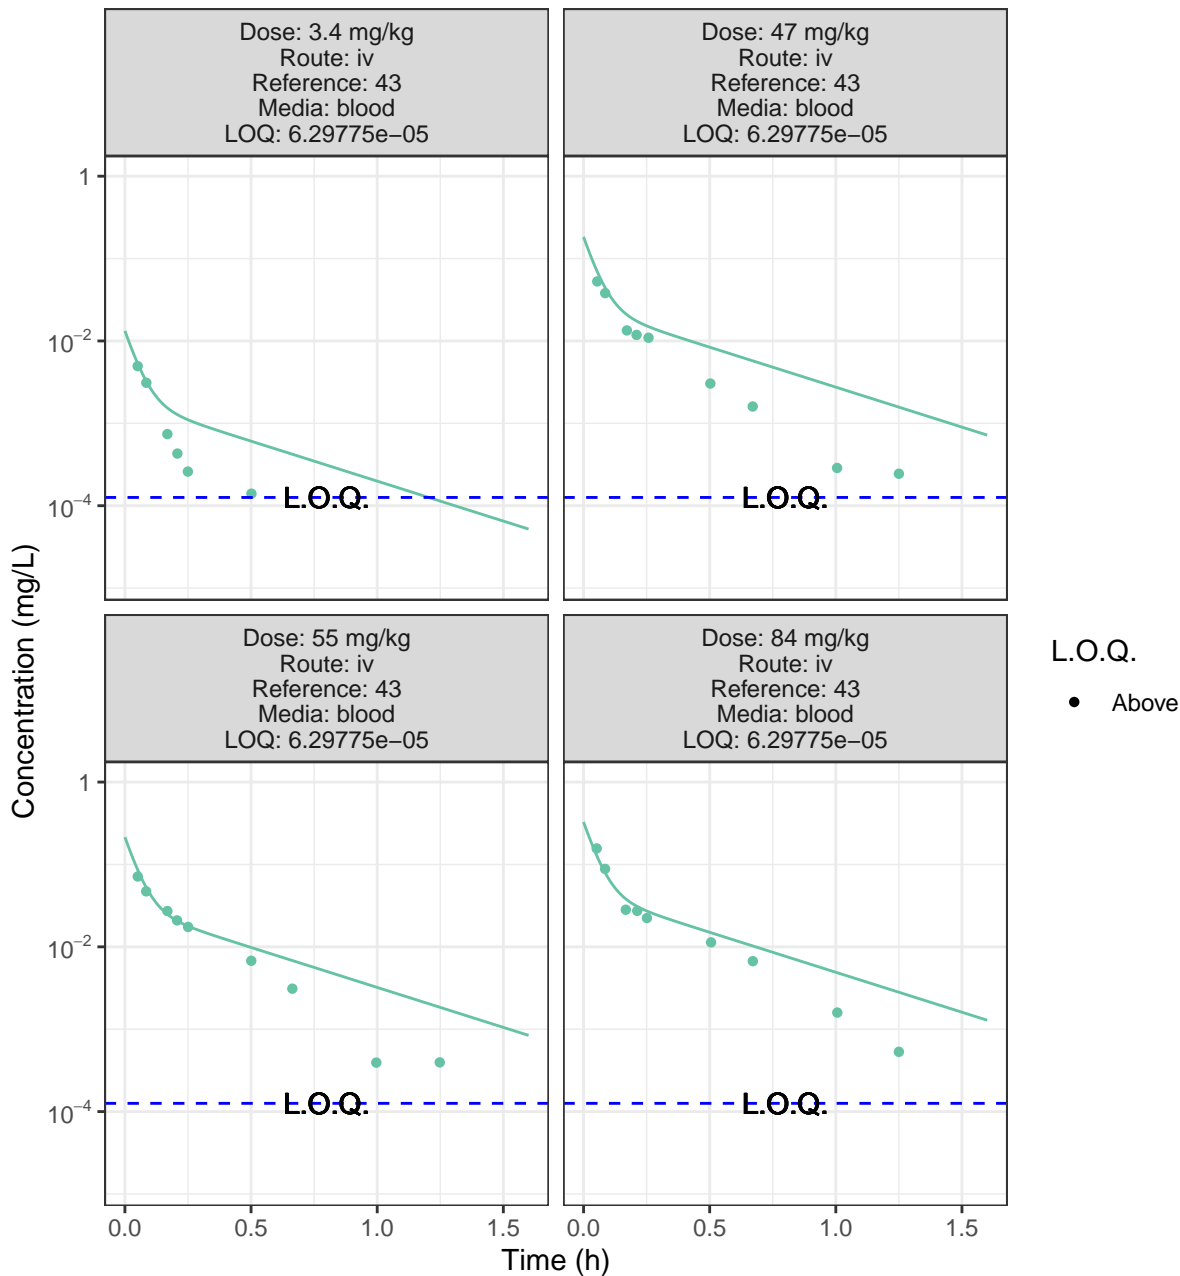 Dose: 3.4 mg/kg
Route: iv
Reference: 43
Media: blood
LOQ: 6.29775e−05
Dose: 47 mg/kg
Route: iv
Reference: 43
Media: blood
LOQ: 6.29775e−05
1
10⁻²
10⁻⁴
L.O.Q.
L.O.Q.
Concentration (mg/L)
Dose: 55 mg/kg
Route: iv
Reference: 43
Media: blood
LOQ: 6.29775e−05
Dose: 84 mg/kg
Route: iv
Reference: 43
Media: blood
LOQ: 6.29775e−05
1
10⁻²
10⁻⁴
L.O.Q.
L.O.Q.
0.0 0.5 1.0 1.5
0.0 0.5 1.0 1.5
Time (h)
L.O.Q.
Above